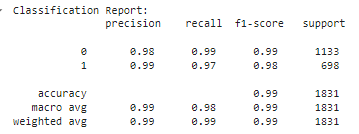 Classification Report:
precision recall f1-score support
0 0.98 0.99 0.99 1133
1 0.99 0.97 0.98 698
accuracy 0.99 1831
macro avg 0.99 0.98 0.99 1831
weighted avg 0.99 0.99 0.99 1831